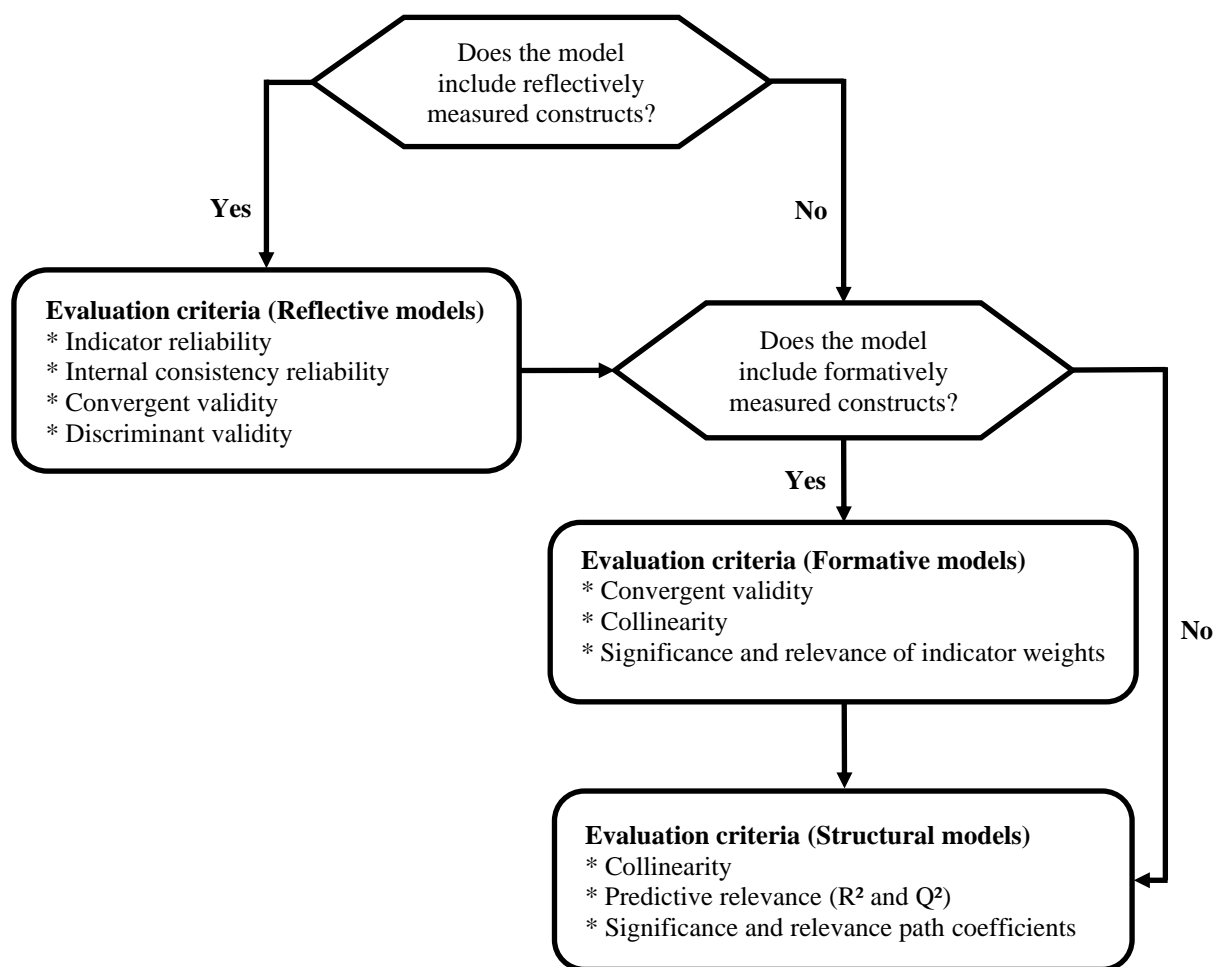 Does the model
include reflectively
measured constructs?
Yes
No
Evaluation criteria (Reflective models)
* Indicator reliability
* Internal consistency reliability
* Convergent validity
* Discriminant validity
Does the model
include formatively
measured constructs?
Yes
No
Evaluation criteria (Formative models)
* Convergent validity
* Collinearity
* Significance and relevance of indicator weights
Evaluation criteria (Structural models)
* Collinearity
* Predictive relevance (R² and Q²)
* Significance and relevance path coefficients